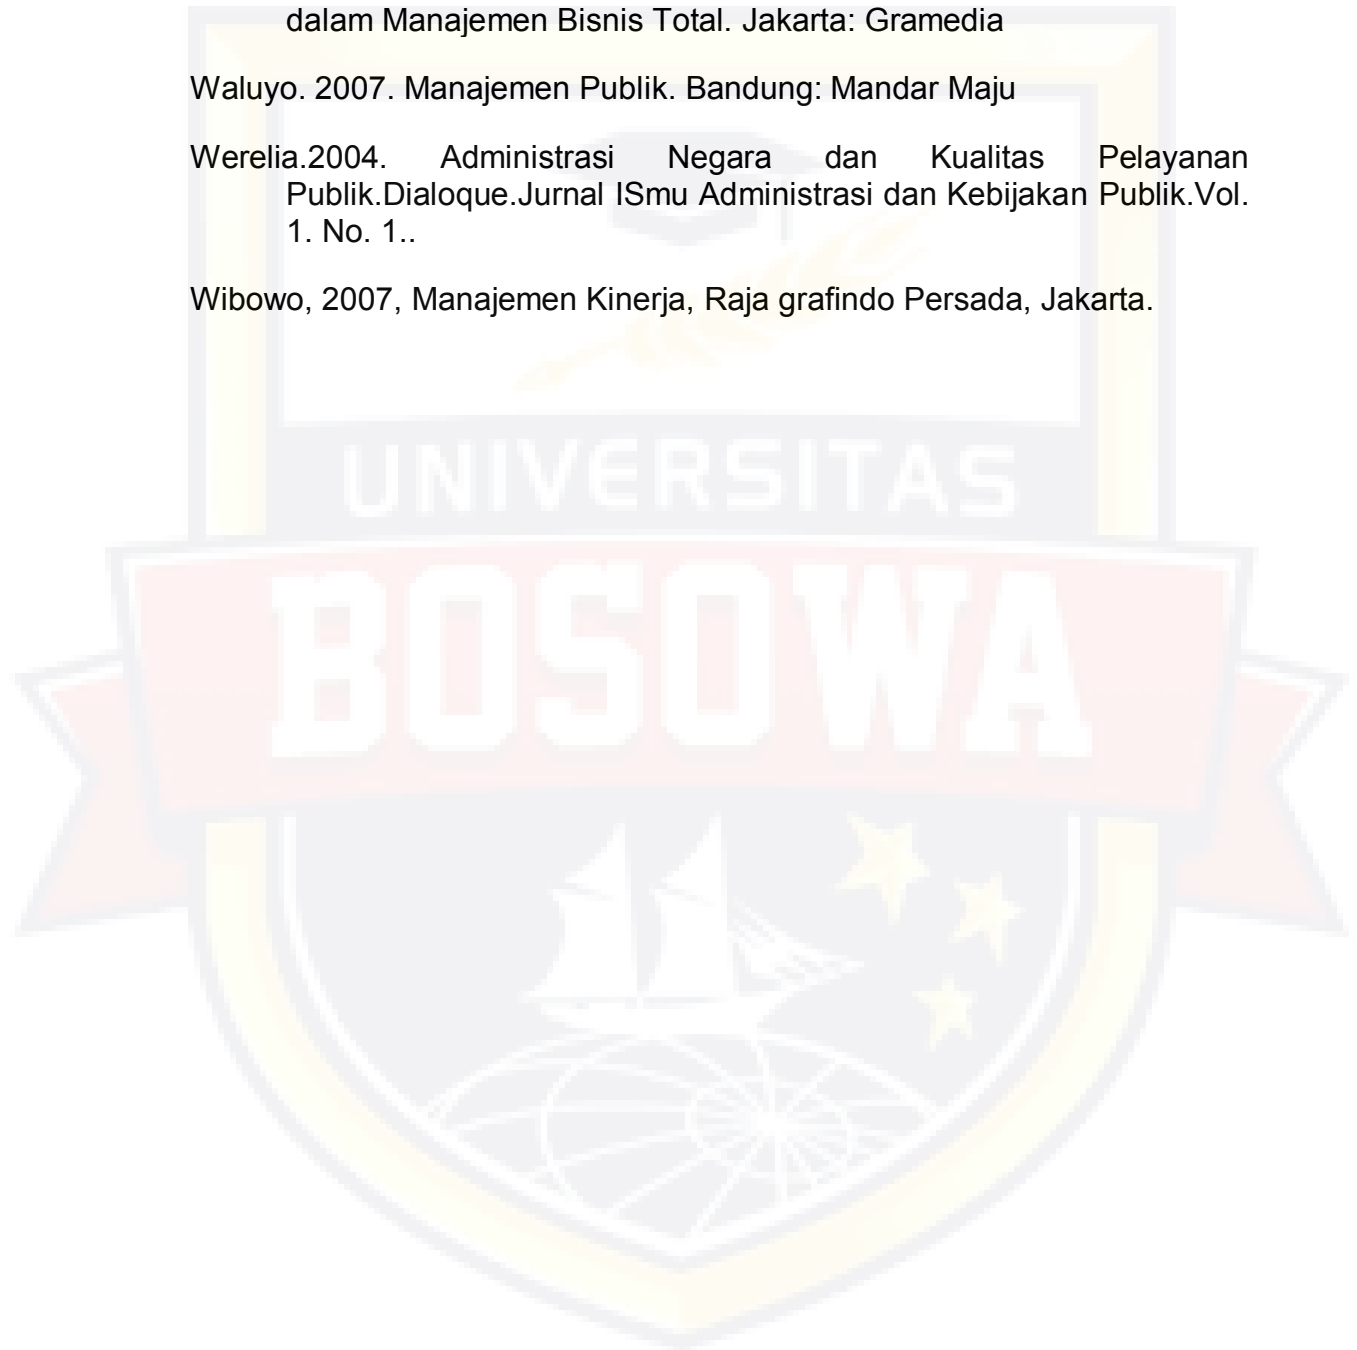 dalam Manajemen Bisnis Total. Jakarta: Gramedia
Waluyo. 2007. Manajemen Publik. Bandung: Mandar Maju
Werelia.2004. Administrasi Negara dan Kualitas Pelayanan
Publik.Dialoque.Jurnal ISmu Administrasi dan Kebijakan Publik.Vol.
1. No. 1..
Wibowo, 2007, Manajemen Kinerja, Raja grafindo Persada, Jakarta.
UNIVERSITAS
BOSOWA